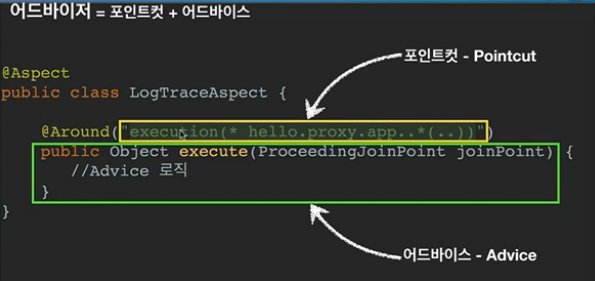 어드바이저 = 포인트컷 + 어드바이스
포인트컷 - Pointcut
@Aspect
public class LogTraceAspect {
@Around("execution(* hello.proxy.app..*(..))")
public Object execute(ProceedingJoinPoint joinPoint) {
//Advice 로직
}
}
어드바이스 - Advice